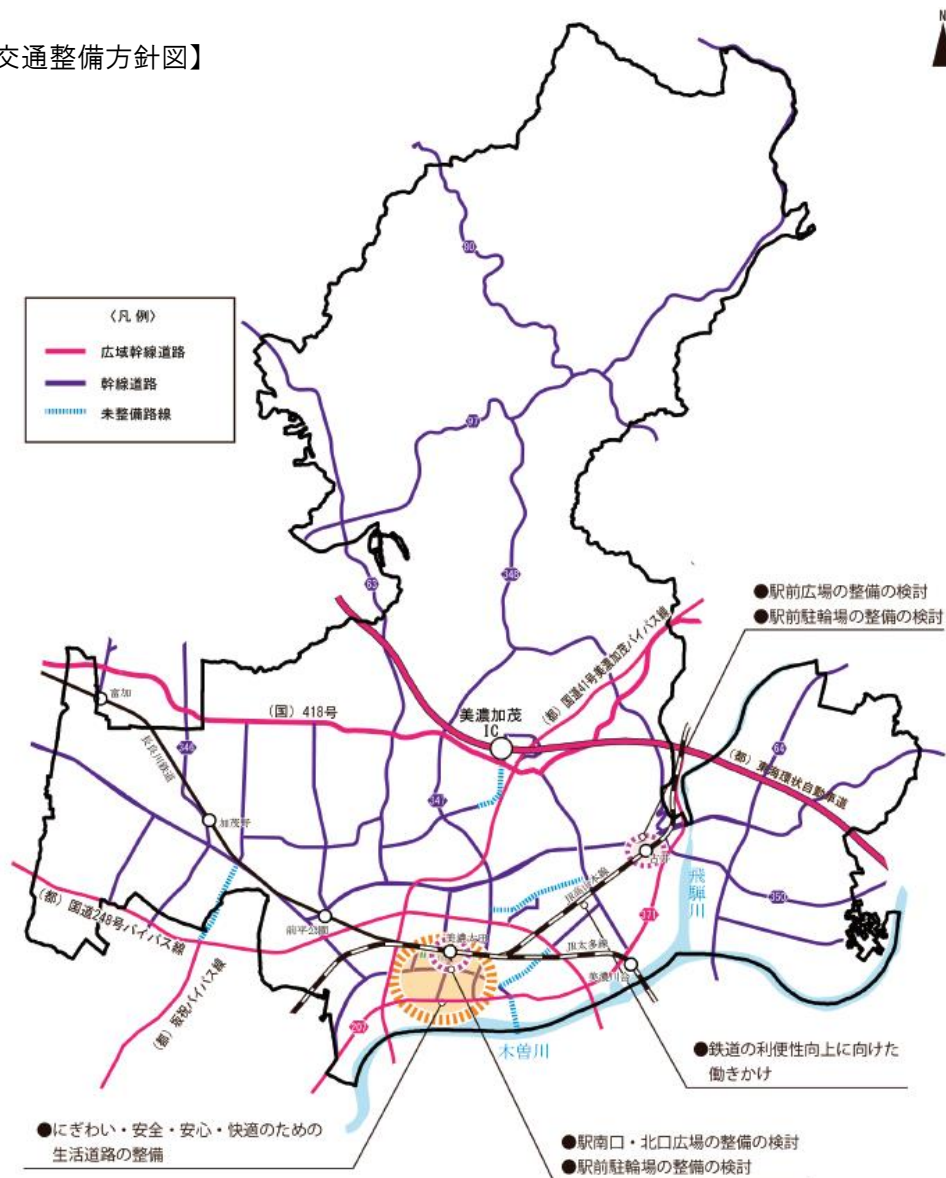 交通整備方針図】
N
〈凡 例〉
広域幹線道路
幹線道路
未整備路線
90
97
63
348
●駅前広場の整備の検討
●駅前駐輪場の整備の検討
(都) 国道41号美濃加茂バイパス線
富加
(国) 418号
美濃加茂
IC
346
長良川鉄道
64
(都) 東海環状自動車道
347
加茂野
古井
飛騨川
JR高山本線
350
371
(都) 国道248号バイパス線
前平公園
美濃太田
JR太多線
美濃川合
(都) 坂祝バイパス線
207
木曽川
●鉄道の利便性向上に向けた
働きかけ
●にぎわい・安全・安心・快適のための
生活道路の整備
●駅南口・北口広場の整備の検討
●駅前駐輪場の整備の検討